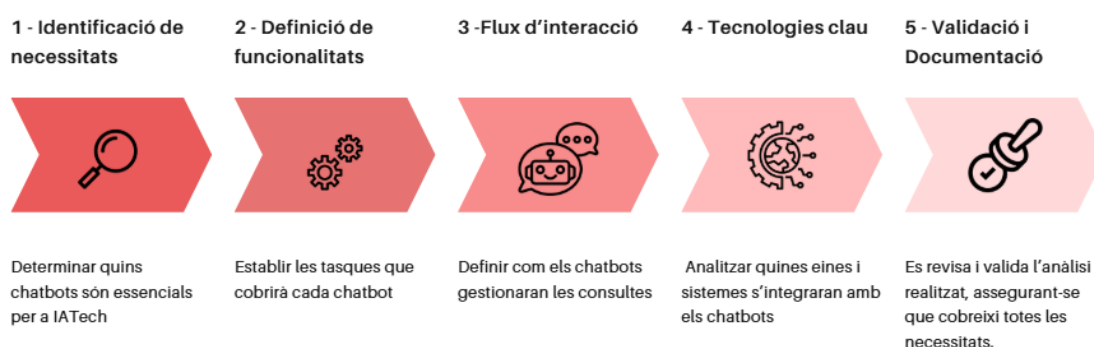 1 - Identificació de
necessitats
2 - Definició de
funcionalitats
3 -Flux d'interacció
4 - Tecnologies clau
5 - Validació i
Documentació
Determinar quins
chatbots són essencials
per a IATech
Establir les tasques que
cobrirà cada chatbot
Definir com els chatbots
gestionaran les consultes
Analitzar quines eines i
sistemes s'integraran amb
els chatbots
Es revisa i valida l'anàlisi
realitzat, assegurant-se
que cobreixi totes les
necessitats.